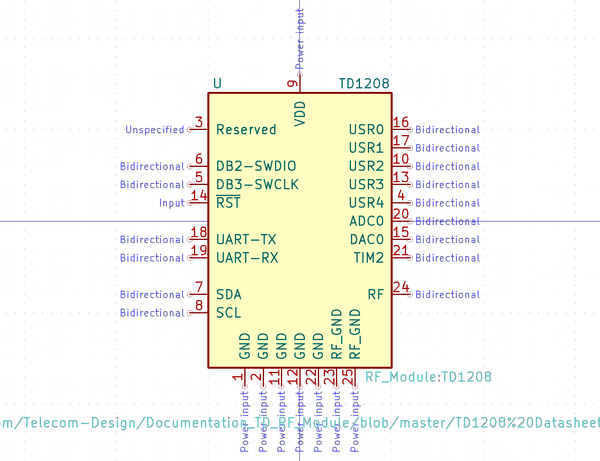 Power input
9
U TD1208
VDD
Unspecified 3 Reserved USR0 16 Bidirectional
USR1 17 Bidirectional
Bidirectional 6 DB2-SWDIO USR2 10 Bidirectional
Bidirectional 5 DB3-SWCLK USR3 13 Bidirectional
Input 14 RST USR4 4 Bidirectional
ADC0 20 Bidirectional
Bidirectional 18 UART-TX DAC0 15 Bidirectional
Bidirectional 19 UART-RX TIM2 21 Bidirectional
Bidirectional 7 SDA RF 24 Bidirectional
Bidirectional 8 SCL
GND GND GND GND GND RF_GND RF_GND
1 2 11 12 22 23 25
RF_Module:TD1208
Power input Power input Power input Power input Power input Power input Power input
om/Telecom-Design/Documentation_TD_RF_Module/blob/master/TD1208%20Datasheet